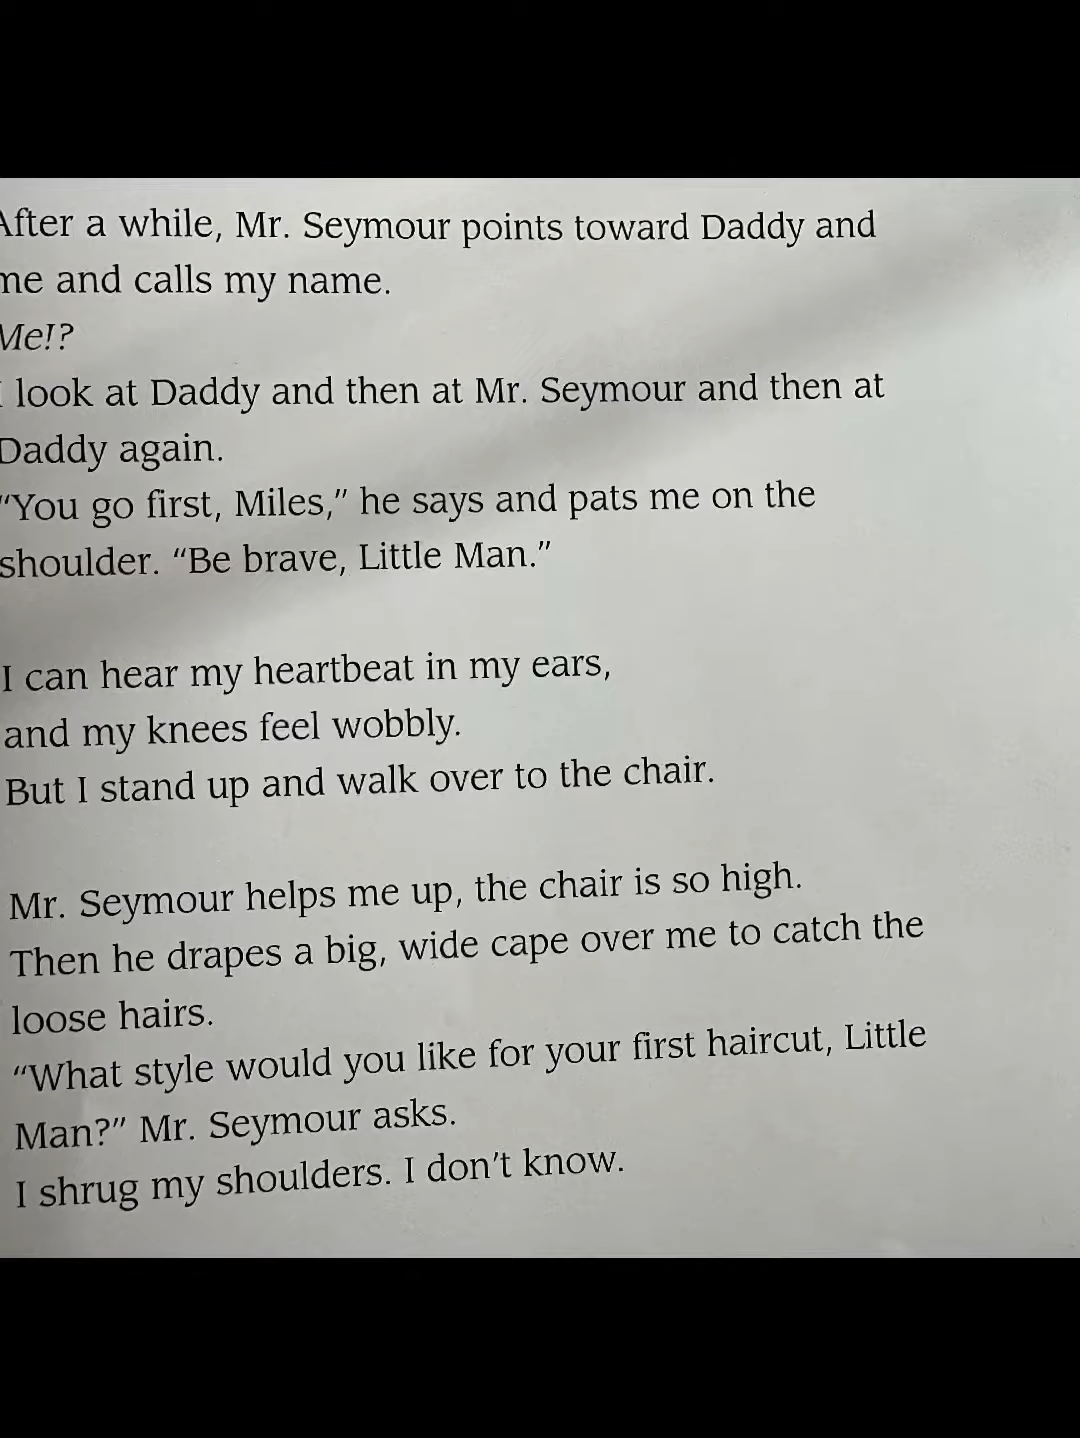 After a while, Mr. Seymour points toward Daddy and
me and calls my name.
Me!?
I look at Daddy and then at Mr. Seymour and then at
Daddy again.
“You go first, Miles,” he says and pats me on the
shoulder. “Be brave, Little Man.”
I can hear my heartbeat in my ears,
and my knees feel wobbly.
But I stand up and walk over to the chair.
Mr. Seymour helps me up, the chair is so high.
Then he drapes a big, wide cape over me to catch the
loose hairs.
“What style would you like for your first haircut, Little
Man?” Mr. Seymour asks.
I shrug my shoulders. I don’t know.